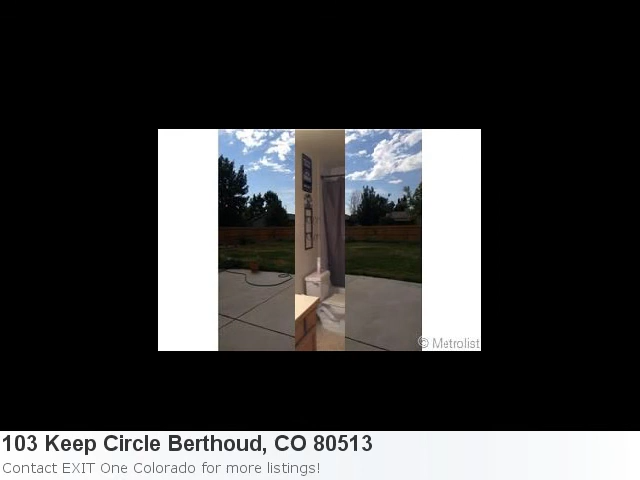 © Metrolist
103 Keep Circle Berthoud, CO 80513
Contact EXIT One Colorado for more listings!